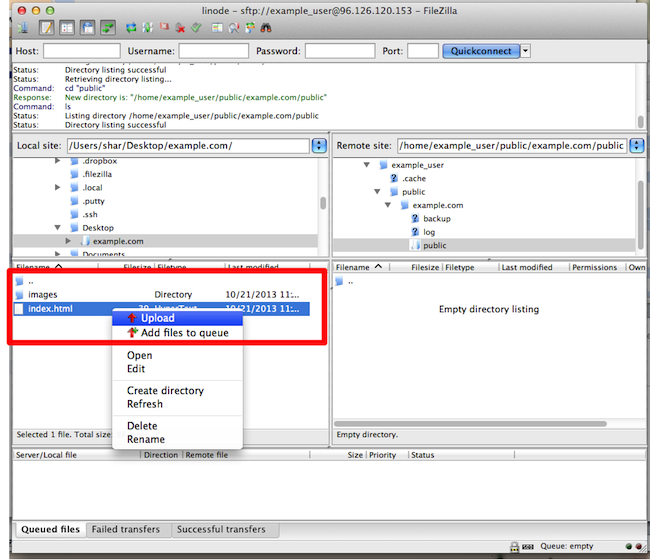 linode - sftp://example_user@96.126.120.153 - FileZilla
Host: Username: Password: Port: Quickconnect
Status: Directory listing successful
Status: Retrieving directory listing...
Command: cd "public"
Response: New directory is: "/home/example_user/public/example.com/public"
Command: ls
Status: Listing directory /home/example_user/public/example.com/public
Status: Directory listing successful
Local site: /Users/shar/Desktop/example.com/
.dropbox
.filezilla
.local
.putty
.ssh
Desktop
example.com
Documents
Remote site: /home/example_user/public/example.com/public
example_user
.cache
public
example.com
backup
log
public
Filename Filesize Filetype Last modified
..
images Directory 10/21/2013 11:...
index.html 20 HyperText 10/21/2013 11:...
Upload
Add files to queue
Open
Edit
Create directory
Refresh
Delete
Rename
Selected 1 file. Total size:
Filename Filesize Filetype Last modified Permissions Own
..
Empty directory listing
Empty directory.
Server/Local file Direction Remote file Size Priority Status
Queued files Failed transfers Successful transfers
Queue: empty